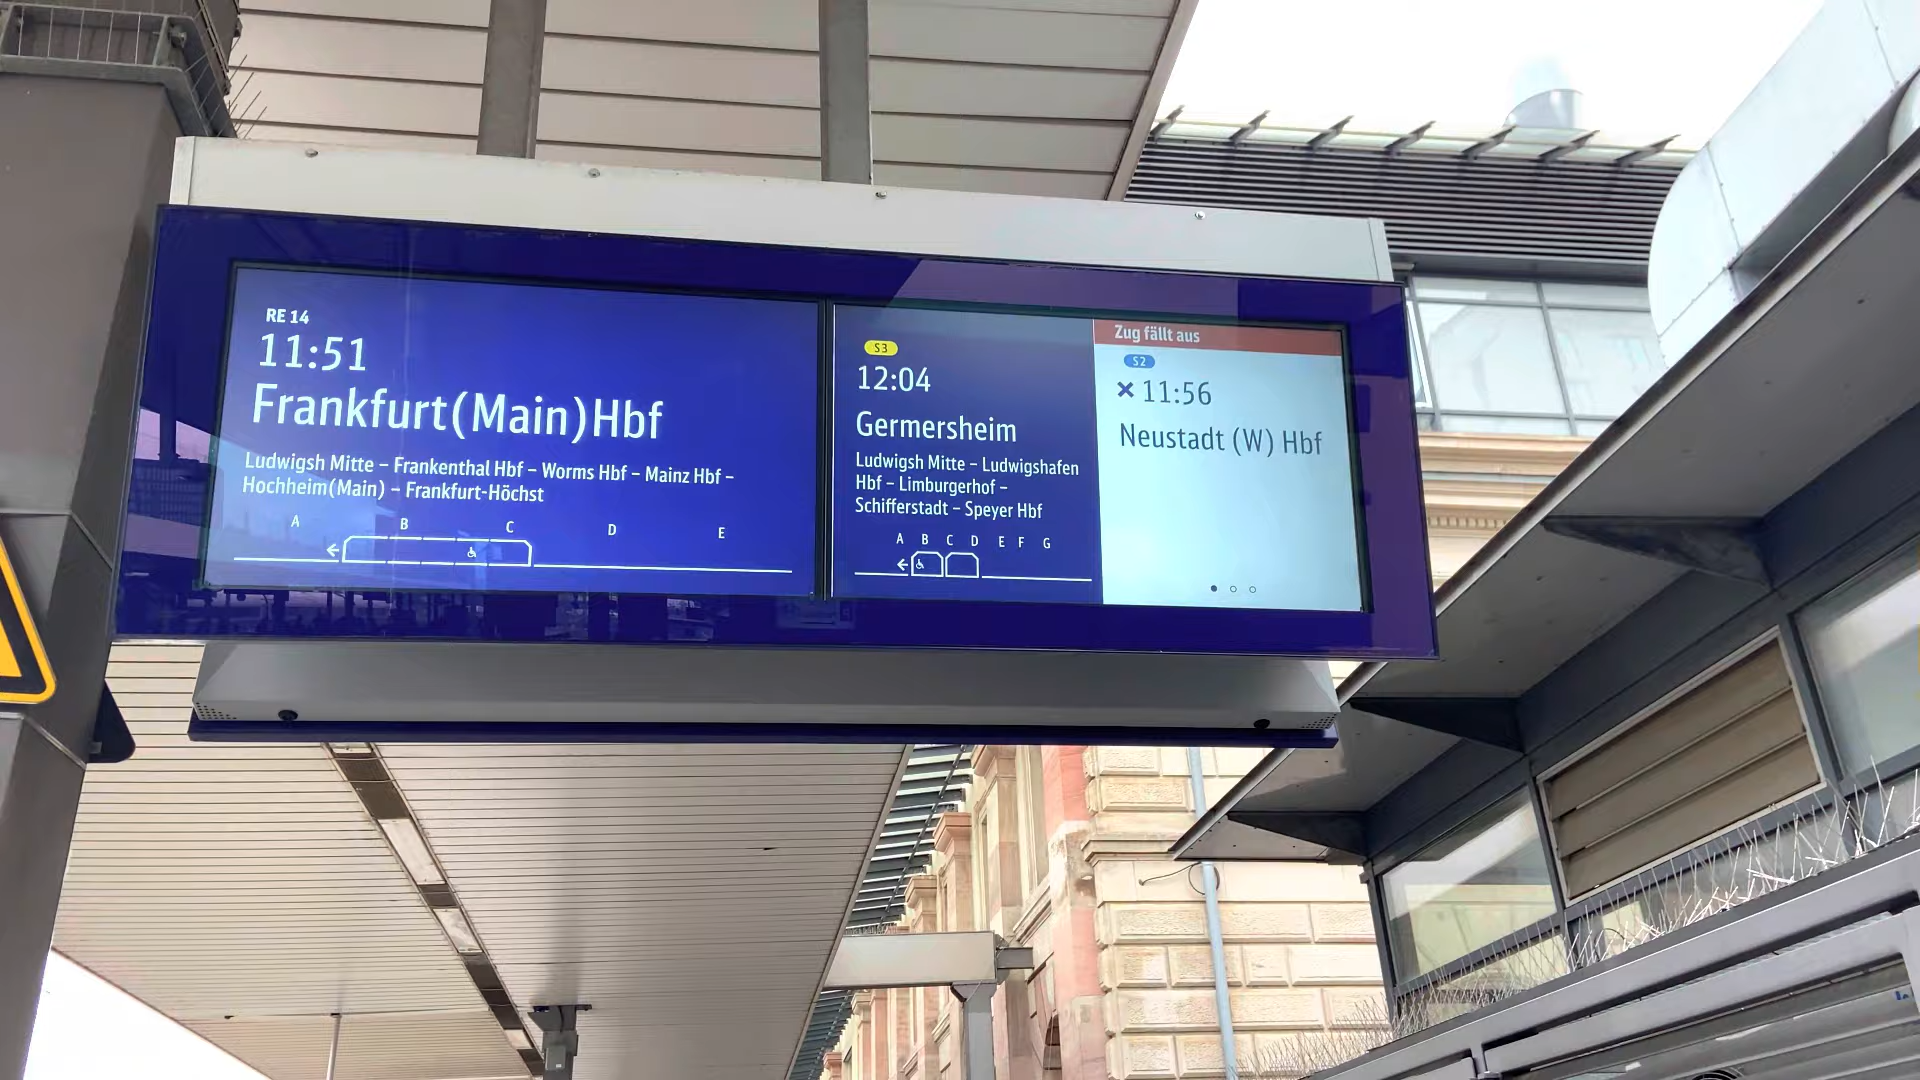 RE 14
11:51
Frankfurt(Main)Hbf
Ludwigsh Mitte – Frankenthal Hbf – Worms Hbf – Mainz Hbf –
Hochheim(Main) – Frankfurt-Höchst
A B C D E
S3
12:04
Germersheim
Ludwigsh Mitte – Ludwigshafen
Hbf – Limburgerhof –
Schifferstadt – Speyer Hbf
A B C D E F G
Zug fällt aus
S2
× 11:56
Neustadt (W) Hbf